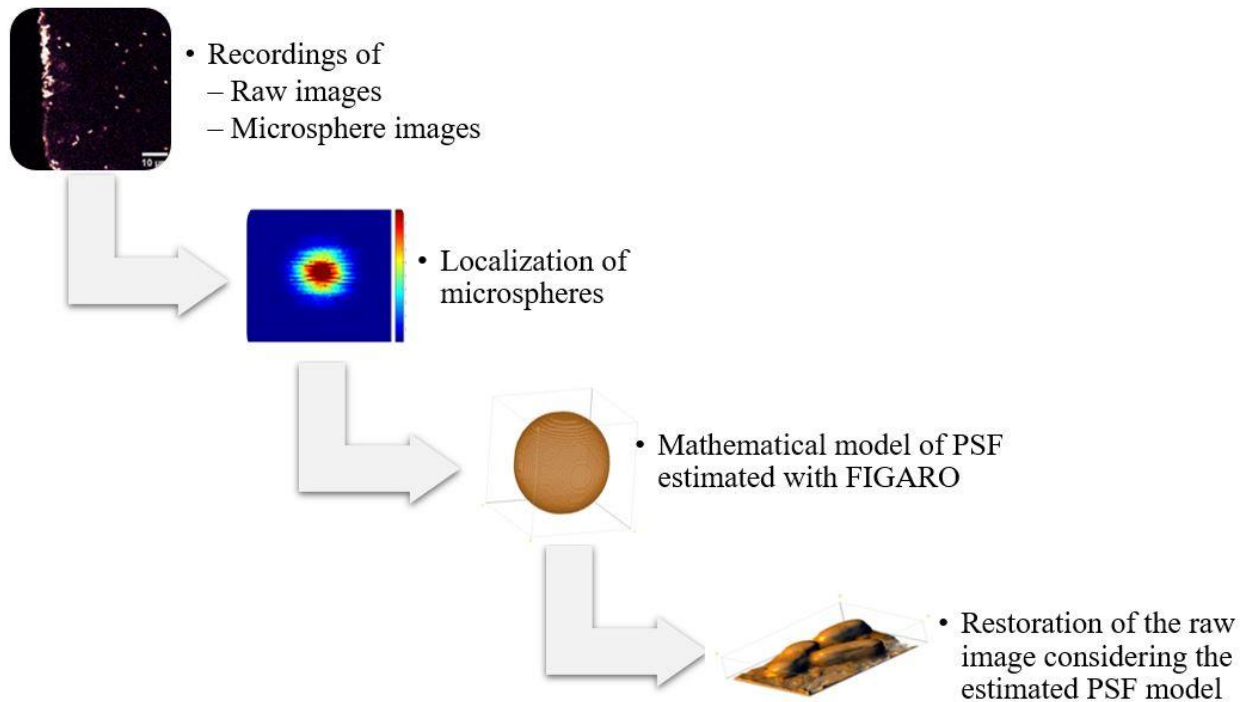 • Recordings of
– Raw images
– Microsphere images
10 μm
• Localization of
microspheres
• Mathematical model of PSF
estimated with FIGARO
• Restoration of the raw
image considering the
estimated PSF model